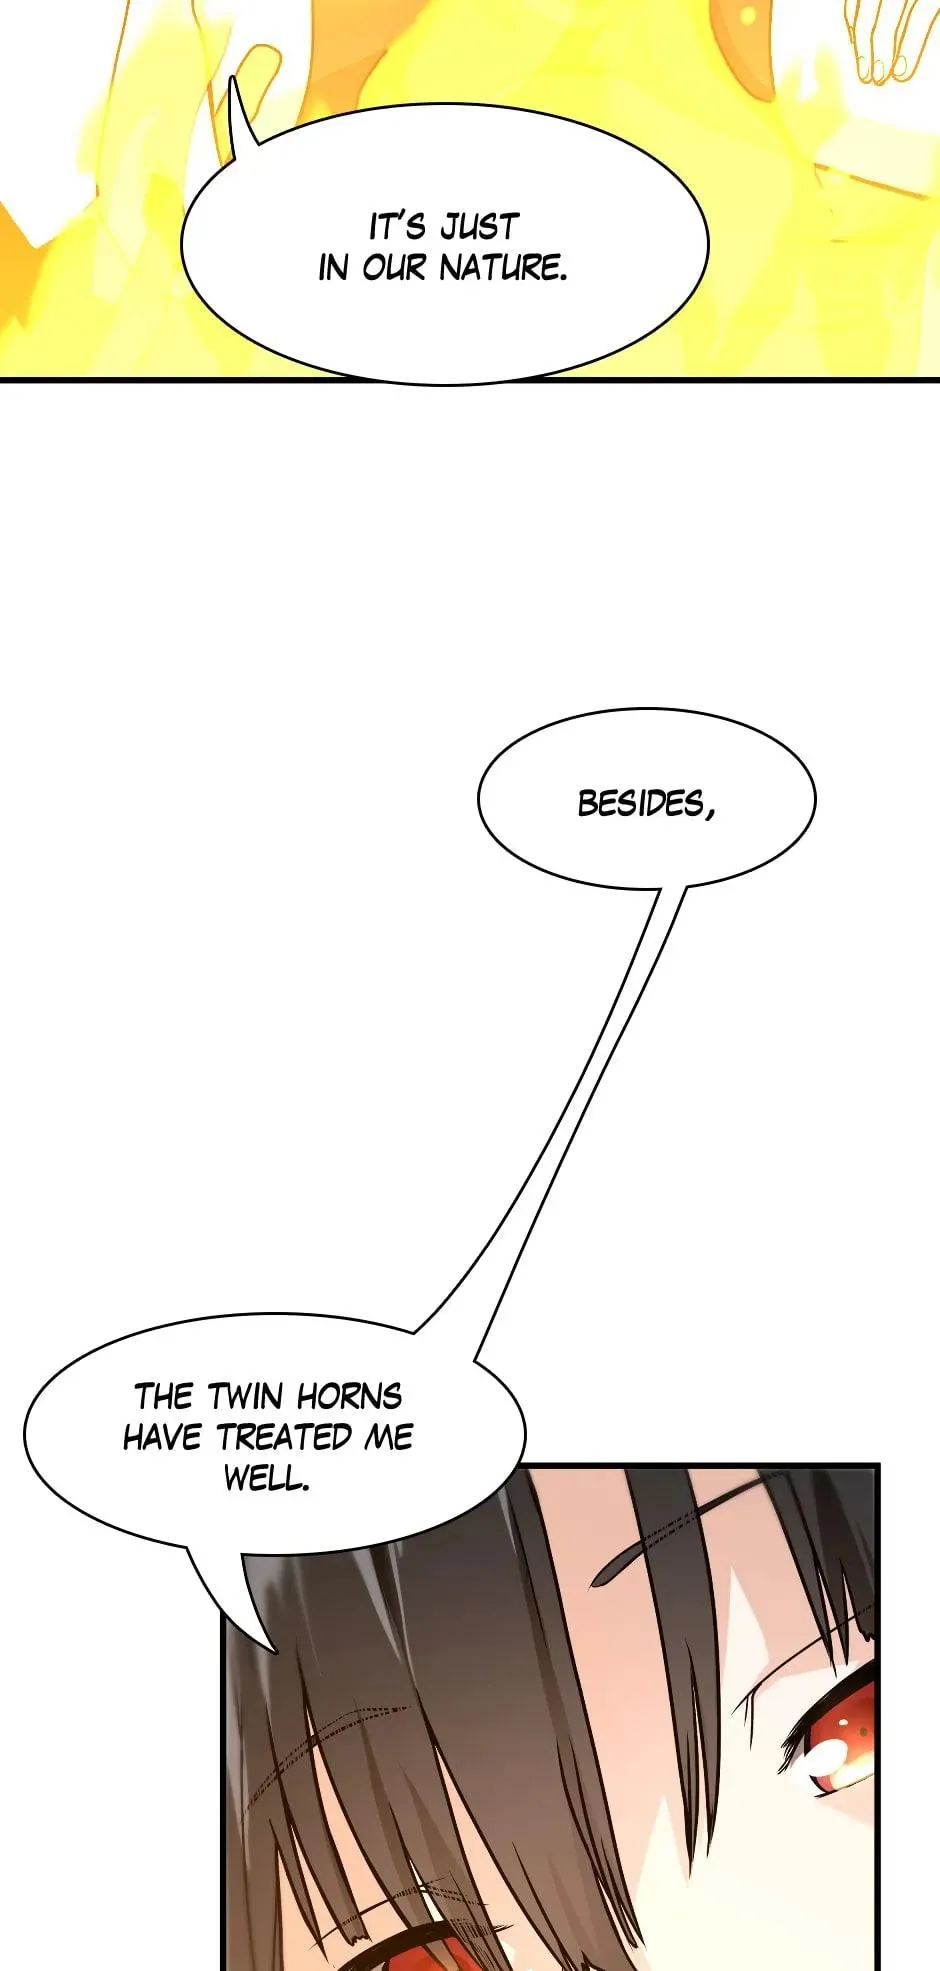 IT'S JUST
IN OUR NATURE.
BESIDES,
THE TWIN HORNS
HAVE TREATED ME
WELL.